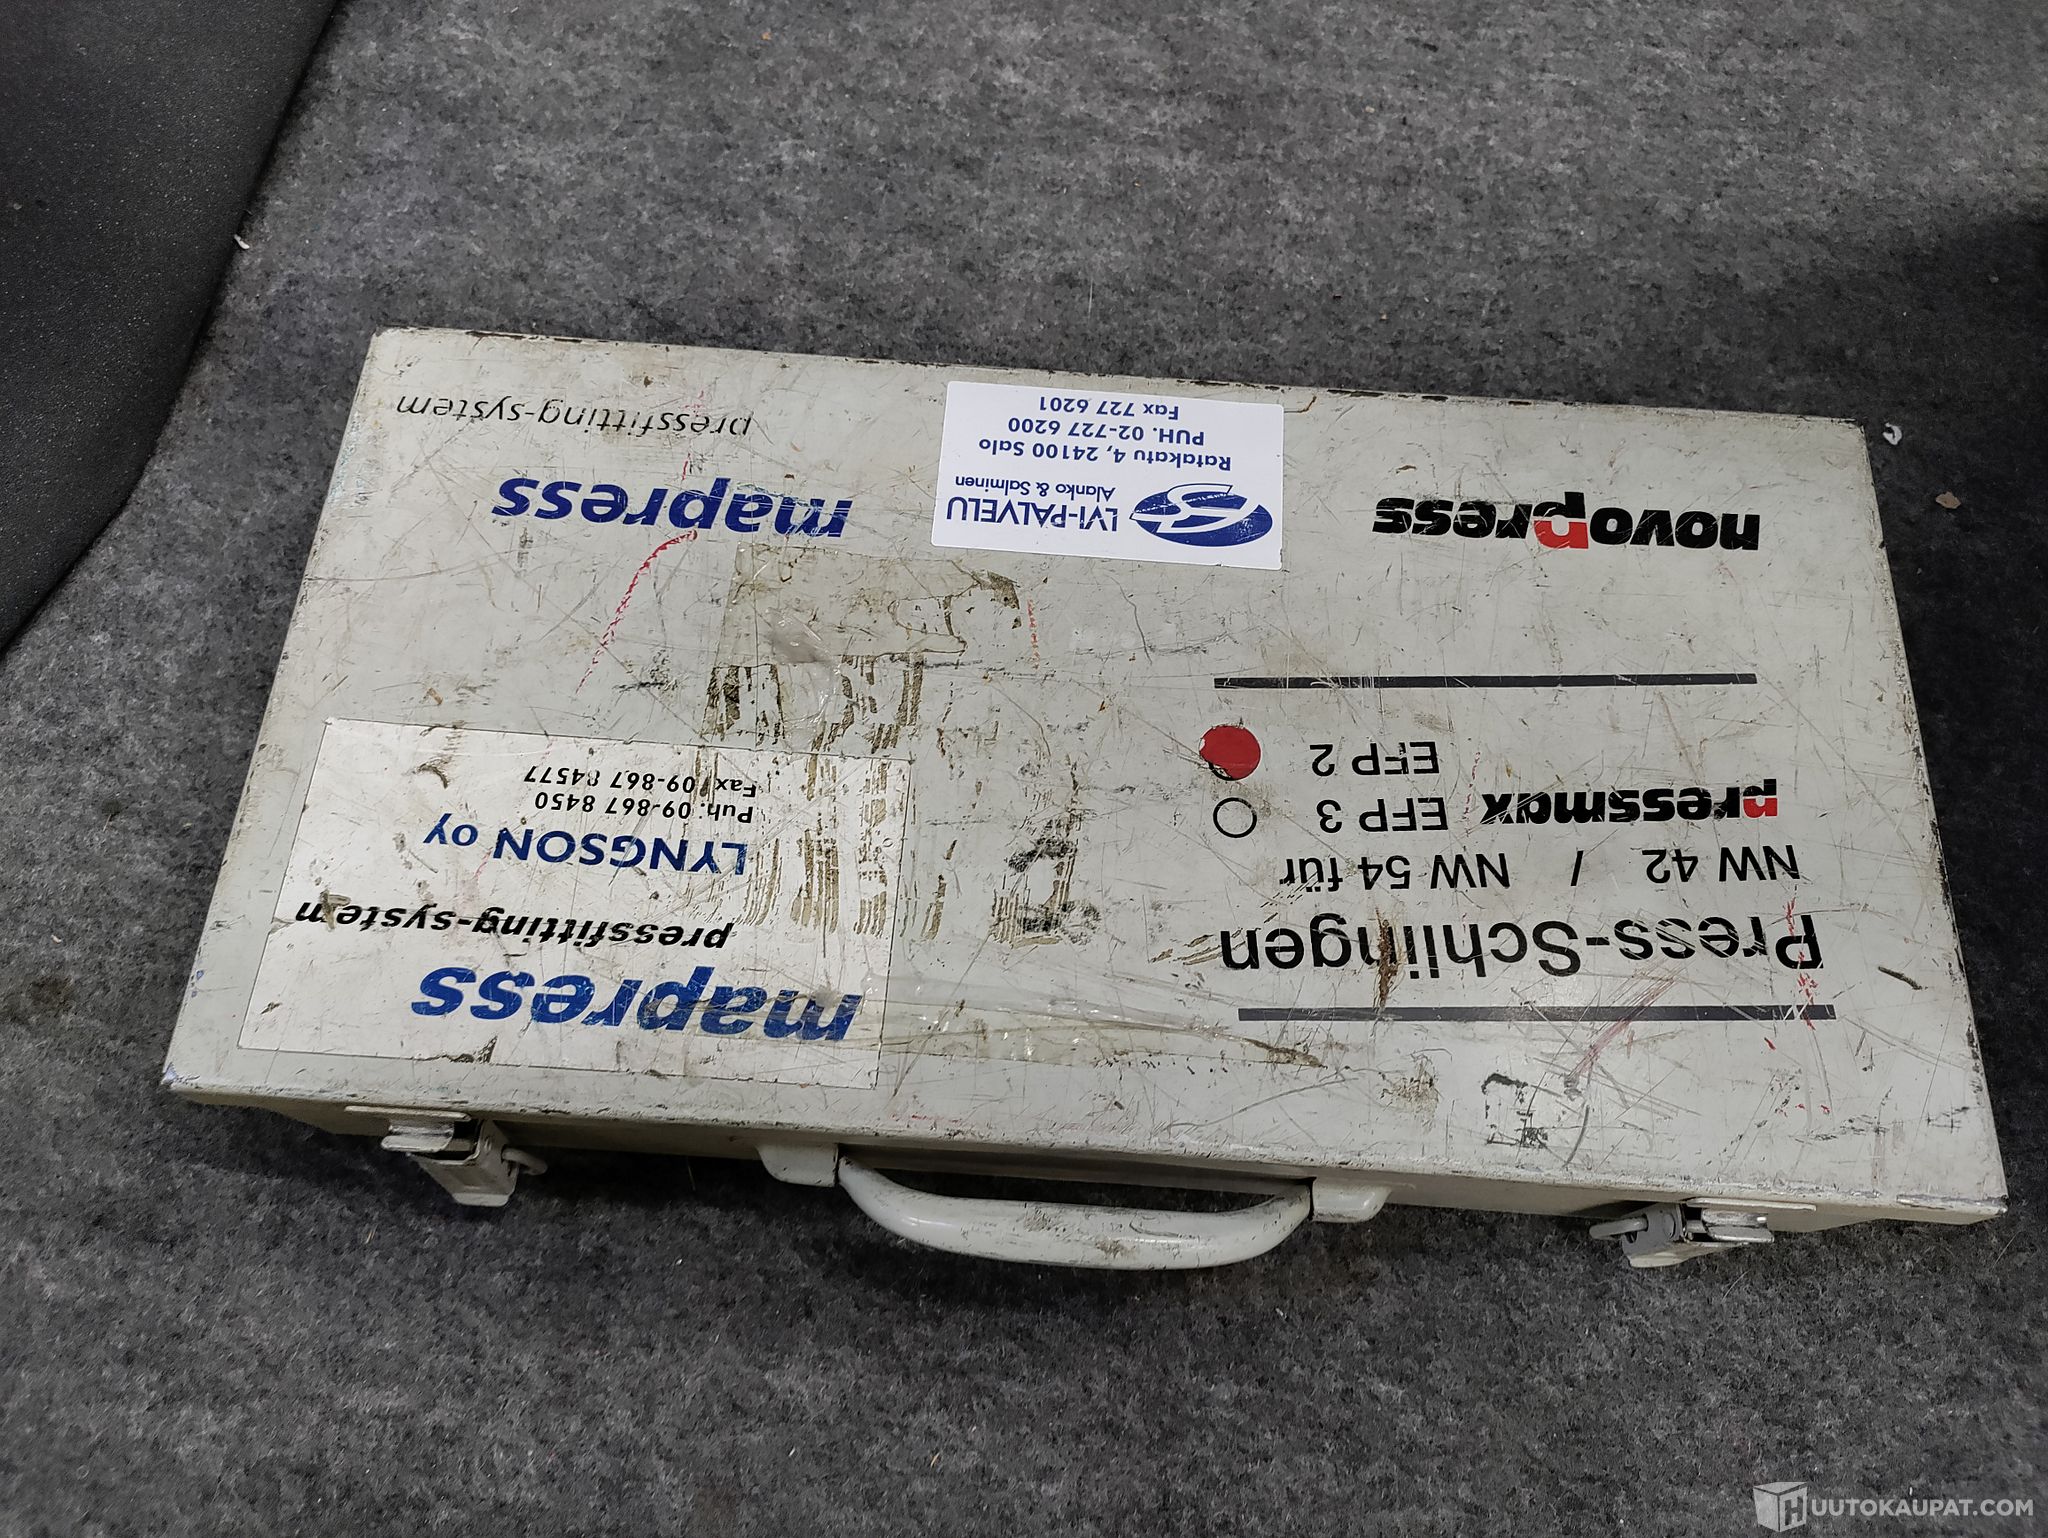 Press-Schlingen
NW 42 / NW 54 für
pressmax EFP 3
EFP 2
novopress
mapress
pressfitting-system
LYNGSON OY
Puh. 09-867 8450
Fax 09-867 84577
LVI-PALVELU
Alanko & Salminen
Ratakatu 4, 24100 Salo
PUH. 02-727 6200
Fax 727 6201
mapress
pressfitting-system
HUUTOKAUPAT.COM